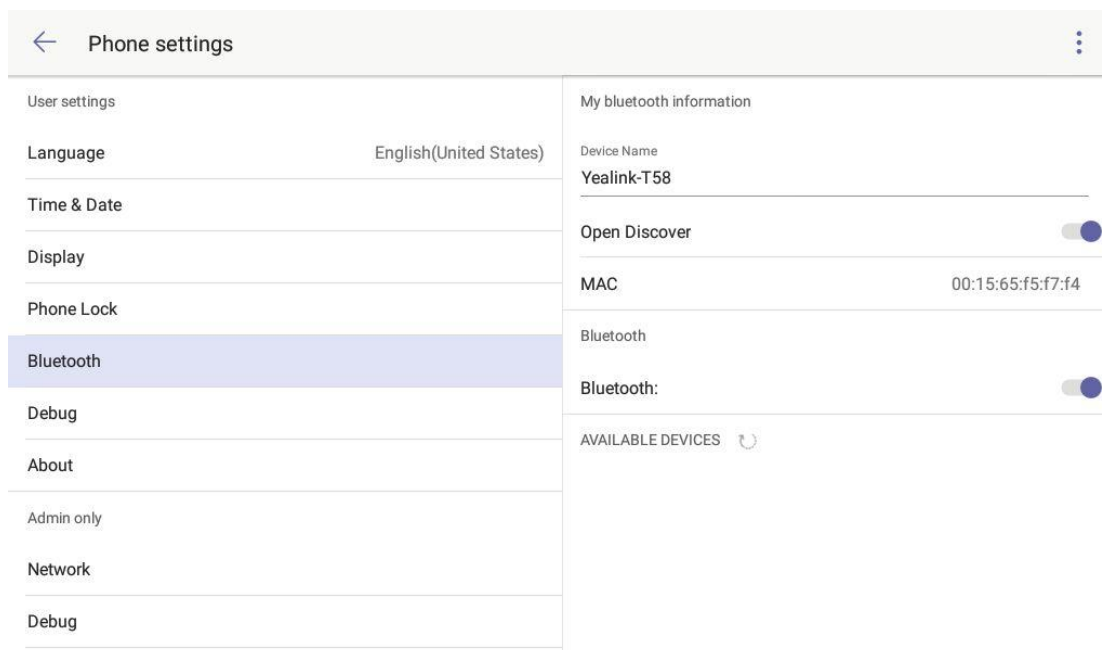 Phone settings
User settings
Language English(United States)
Time & Date
Display
Phone Lock
Bluetooth
Debug
About
Admin only
Network
Debug
My bluetooth information
Device Name
Yealink-T58
Open Discover
MAC 00:15:65:f5:f7:f4
Bluetooth
Bluetooth:
AVAILABLE DEVICES